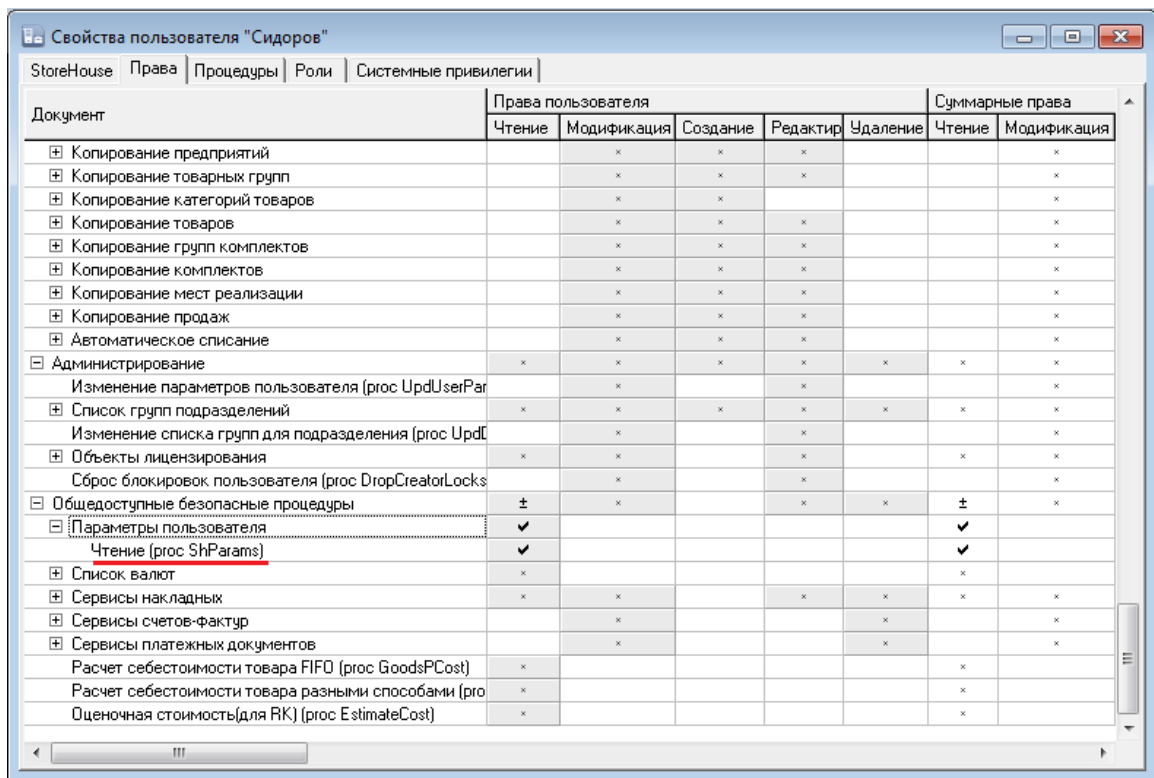 Свойства пользователя "Сидоров"
StoreHouse Права Процедуры Роли Системные привилегии
Документ Права пользователя Суммарные права
Чтение Модификация Создание Редактир Удаление Чтение Модификация
Копирование предприятий × × × ×
Копирование товарных групп × × × ×
Копирование категорий товаров × × ×
Копирование товаров × × × ×
Копирование групп комплектов × × × ×
Копирование комплектов × × × ×
Копирование мест реализации × × × ×
Копирование продаж × × × ×
Автоматическое списание × × × ×
Администрирование × × × × × × ×
Изменение параметров пользователя (proc UpdUserPar × × ×
Список групп подразделений × × × × × × ×
Изменение списка групп для подразделения (proc UpdD × × ×
Объекты лицензирования × × × × ×
Сброс блокировок пользователя (proc DropCreatorLocks × × ×
Общедоступные безопасные процедуры ± × × × ± ×
Параметры пользователя ✔ ✔
Чтение (proc ShParams) ✔ ✔
Список валют × ×
Сервисы накладных × × × × × ×
Сервисы счетов-фактур × × ×
Сервисы платежных документов × × ×
Расчет себестоимости товара FIFO (proc GoodsPCost) × ×
Расчет себестоимости товара разными способами (pro × ×
Оценочная стоимость(для RK) (proc EstimateCost) × ×